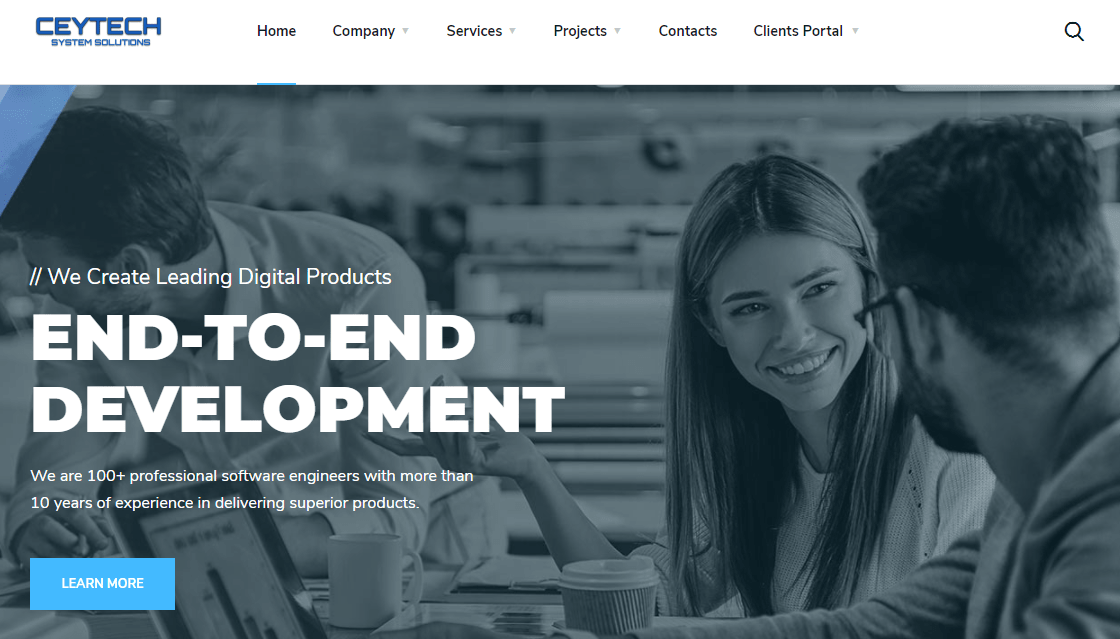 CEYTECH
SYSTEM SOLUTIONS
Home Company Services Projects Contacts Clients Portal
// We Create Leading Digital Products
END-TO-END
DEVELOPMENT
We are 100+ professional software engineers with more than
10 years of experience in delivering superior products.
LEARN MORE